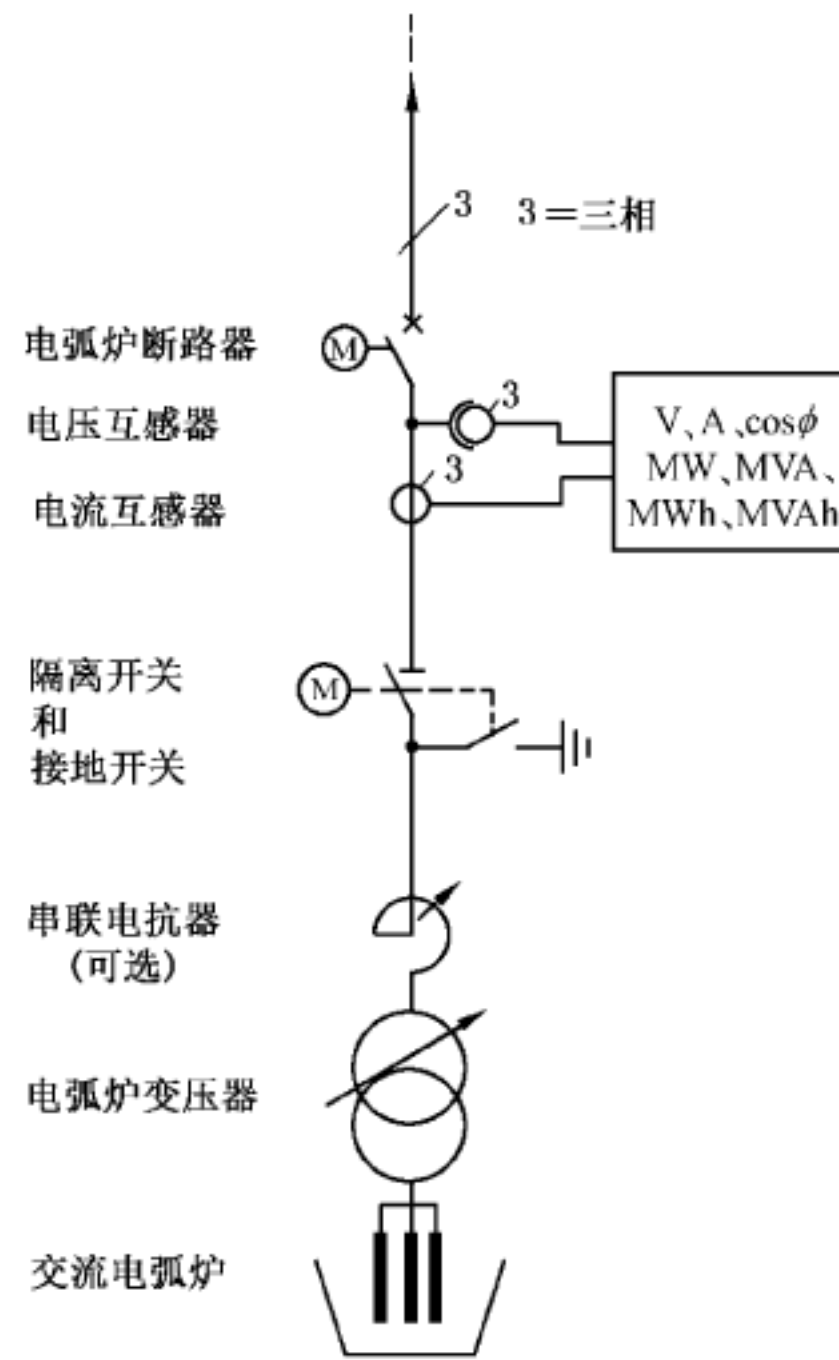 3
3=三相
电弧炉断路器
M
电压互感器
3
V、A、cosϕ
MW、MVA、
MWh、MVAh
电流互感器
3
隔离开关
和
接地开关
M
串联电抗器
(可选)
电弧炉变压器
交流电弧炉